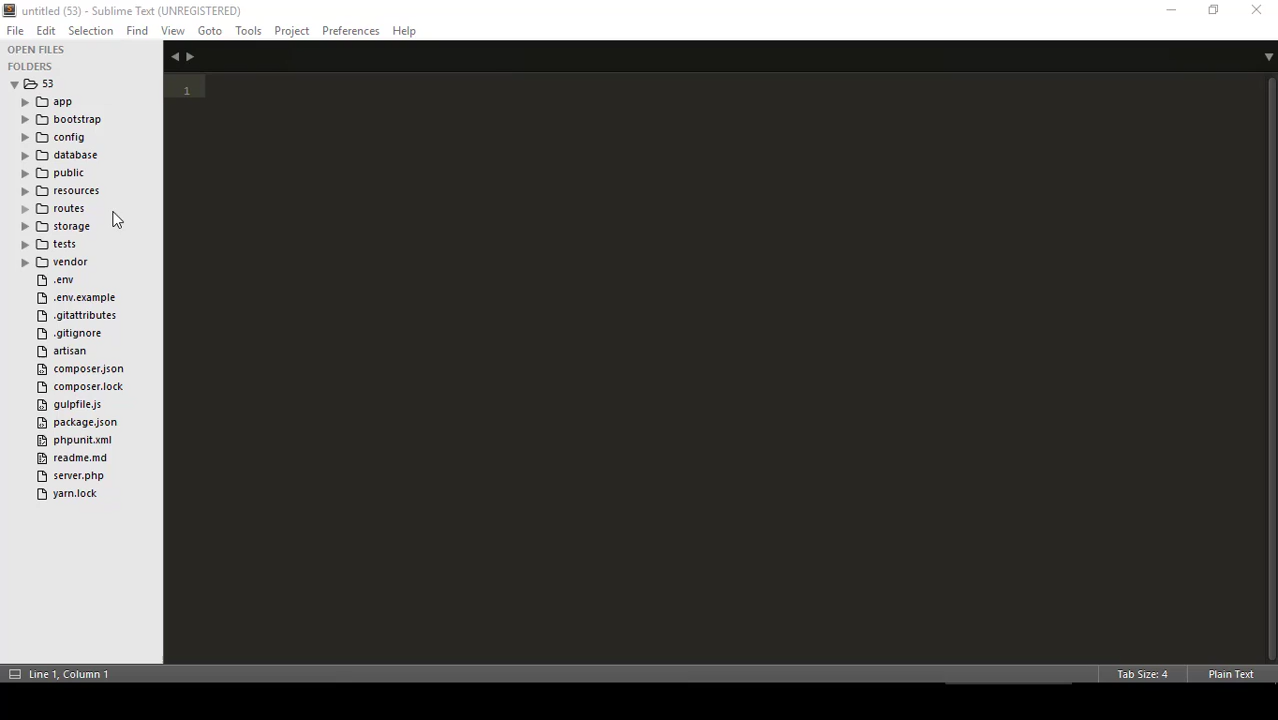 untitled (53) - Sublime Text (UNREGISTERED)
File Edit Selection Find View Goto Tools Project Preferences Help
OPEN FILES
FOLDERS
53
app
1
bootstrap
config
database
public
resources
routes
storage
tests
vendor
.env
.env.example
.gitattributes
.gitignore
artisan
composer.json
composer.lock
gulpfile.js
package.json
phpunit.xml
readme.md
server.php
yarn.lock
Line 1, Column 1 Tab Size: 4 Plain Text